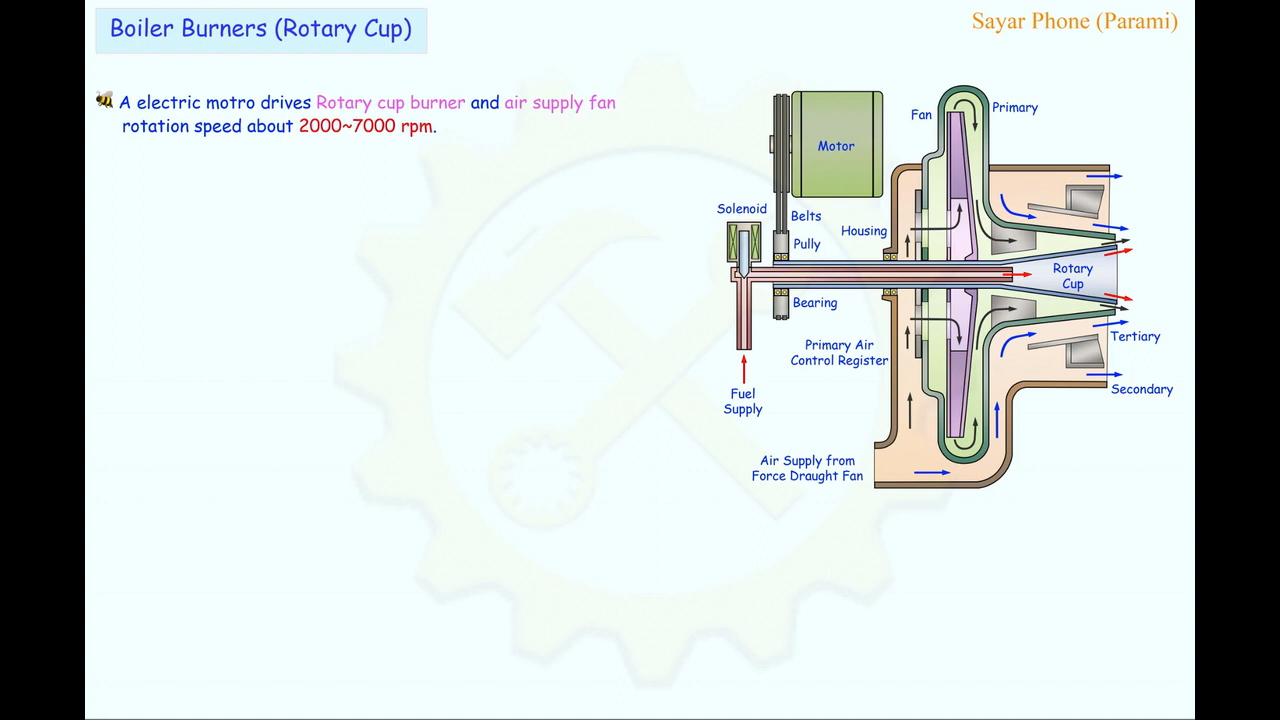 Boiler Burners (Rotary Cup)
Sayar Phone (Parami)
A electric motro drives Rotary cup burner and air supply fan
rotation speed about 2000~7000 rpm.
Fan
Primary
Motor
Solenoid
Belts
Housing
Pully
Rotary
Cup
Bearing
Primary Air
Control Register
Tertiary
Fuel
Supply
Secondary
Air Supply from
Force Draught Fan